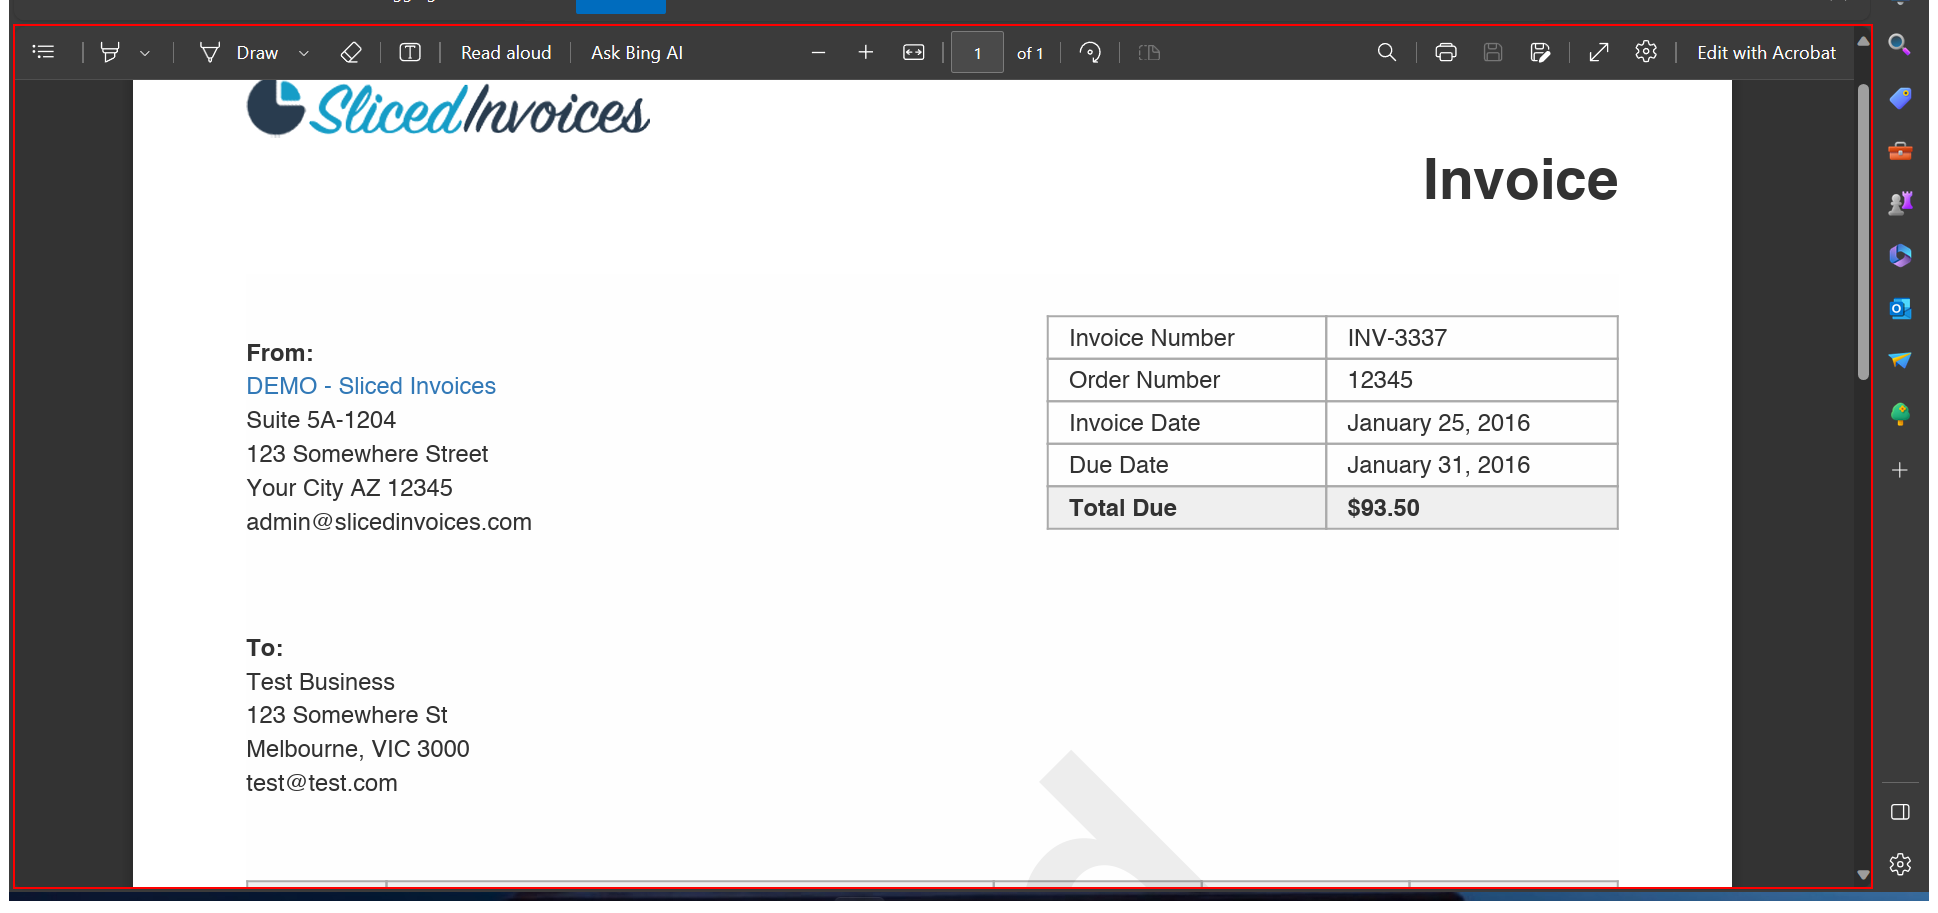 Draw
Read aloud
Ask Bing AI
1
of 1
Edit with Acrobat
SlicedInvoices
Invoice
From:
DEMO - Sliced Invoices
Suite 5A-1204
123 Somewhere Street
Your City AZ 12345
admin@slicedinvoices.com
Invoice Number INV-3337
Order Number 12345
Invoice Date January 25, 2016
Due Date January 31, 2016
Total Due $93.50
To:
Test Business
123 Somewhere St
Melbourne, VIC 3000
test@test.com